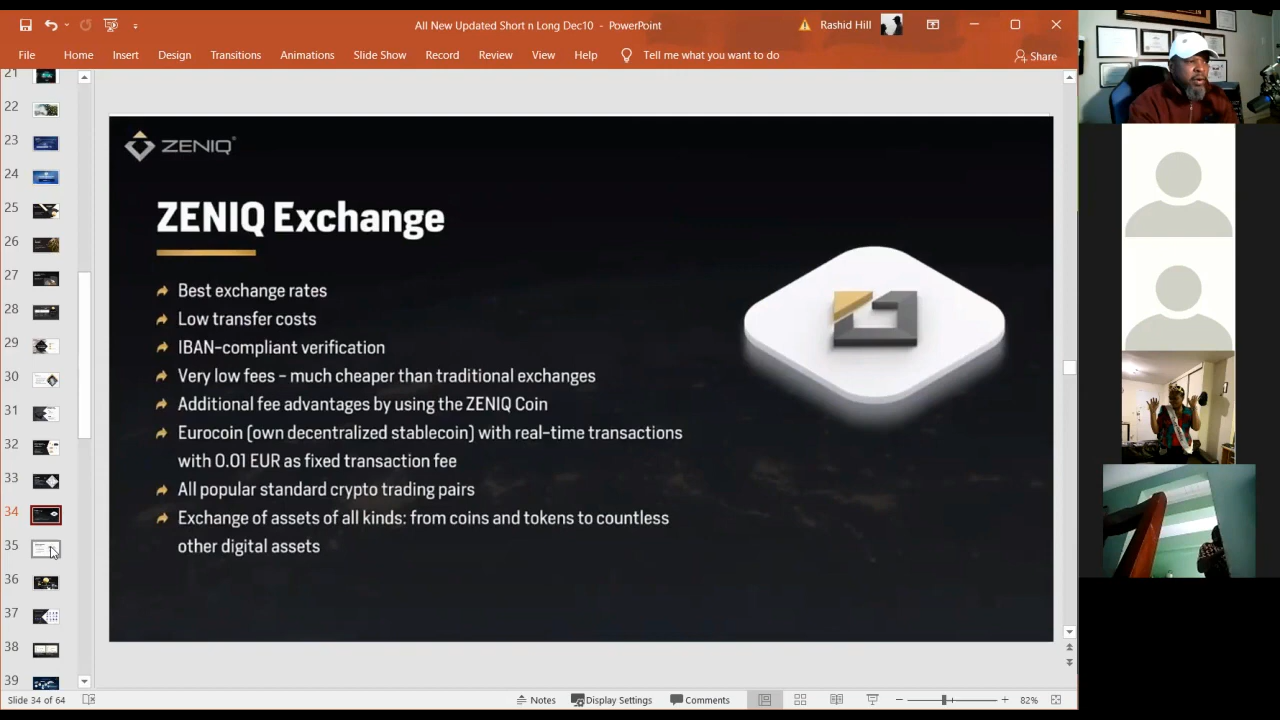 All New Updated Short n Long Dec10 - PowerPoint
Rashid Hill
File Home Insert Design Transitions Animations Slide Show Record Review View Help Tell me what you want to do
Share
21
22
23
24
25
26
27
28
29
30
31
32
33
34
35
36
37
38
39
ZENIQ®
ZENIQ Exchange
Best exchange rates
Low transfer costs
IBAN-compliant verification
Very low fees - much cheaper than traditional exchanges
Additional fee advantages by using the ZENIQ Coin
Eurocoin (own decentralized stablecoin) with real-time transactions
with 0.01 EUR as fixed transaction fee
All popular standard crypto trading pairs
Exchange of assets of all kinds: from coins and tokens to countless
other digital assets
Slide 34 of 64
Notes Display Settings Comments
82%